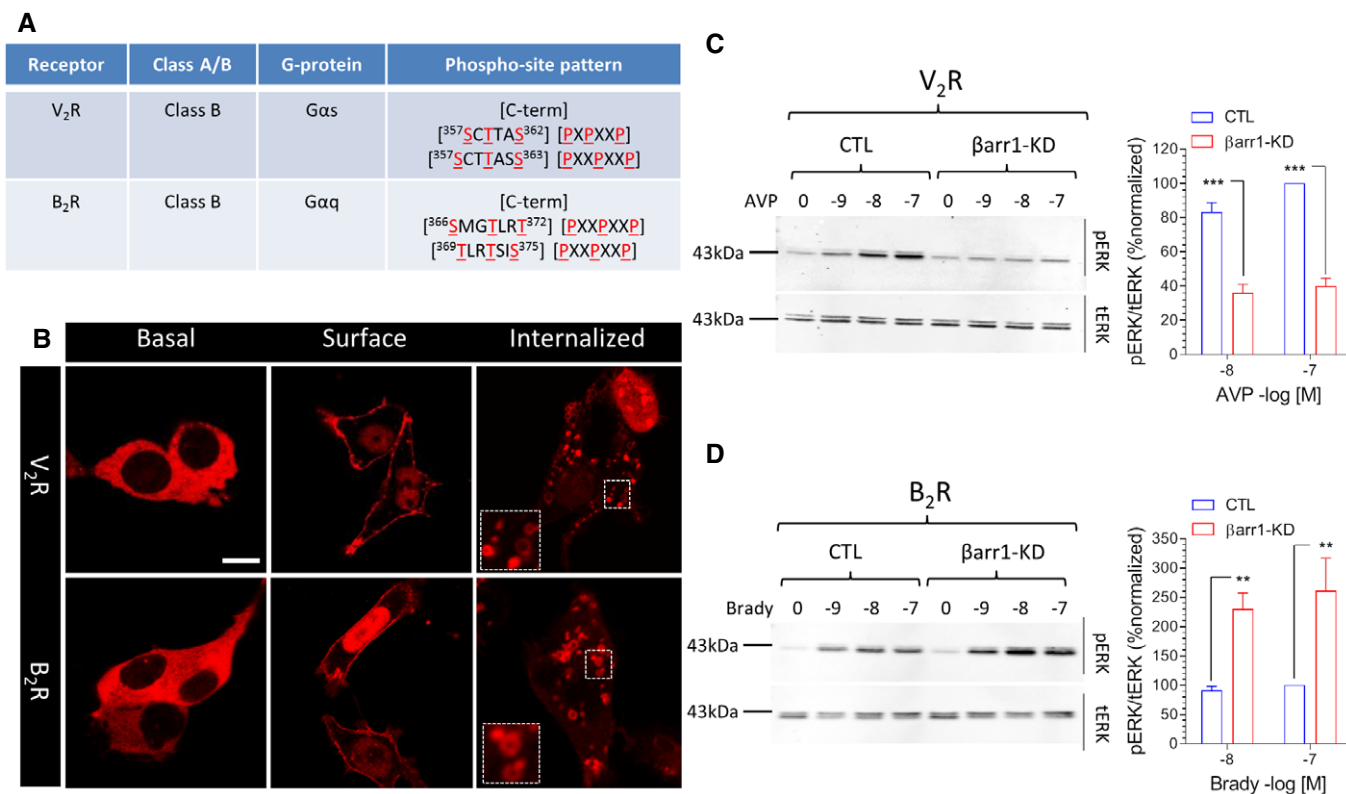 A
Receptor Class A/B G-protein Phospho-site pattern
V₂R Class B Gαs [C-term]
[³⁵⁷SCTTAS³⁶²] [PXPXXP]
[³⁵⁷SCTTASS³⁶³] [PXXPXXP]
B₂R Class B Gαq [C-term]
[³⁶⁶SMGTLRT³⁷²] [PXXPXXP]
[³⁶⁹TLRTSIS³⁷⁵] [PXXPXXP]
B
Basal Surface Internalized
V₂R
B₂R
C
V₂R
CTL βarr1-KD
AVP 0 -9 -8 -7 0 -9 -8 -7
43kDa
pERK
43kDa
tERK
CTL
βarr1-KD
pERK/tERK (%normalized)
120
100
80
60
40
20
0
*** ***
-8 -7
AVP -log [M]
D
B₂R
CTL βarr1-KD
Brady 0 -9 -8 -7 0 -9 -8 -7
43kDa
pERK
43kDa
tERK
CTL
βarr1-KD
pERK/tERK (%normalized)
350
300
250
200
150
100
50
0
** **
-8 -7
Brady -log [M]